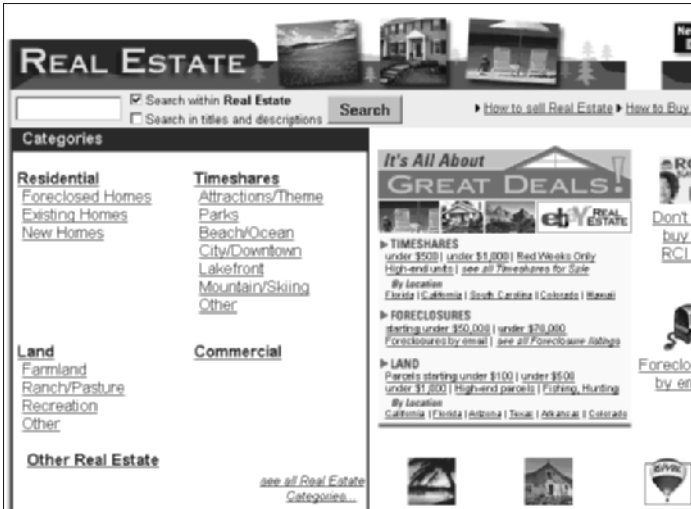 REAL ESTATE
Search within Real Estate
Search in titles and descriptions
Search
How to sell Real Estate How to Buy
Categories
Residential
Foreclosed Homes
Existing Homes
New Homes
Timeshares
Attractions/Theme
Parks
Beach/Ocean
City/Downtown
Lakefront
Mountain/Skiing
Other
Land
Farmland
Ranch/Pasture
Recreation
Other
Commercial
Other Real Estate
see all Real Estate
Categories...
It's All About
GREAT DEALS!
ebY REAL
ESTATE
TIMESHARES
under $500 | under $1,000 | Red Weeks Only
High-end units | see all Timeshares for Sale
By Location
Florida | California | South Carolina | Colorado | Hawaii
FORECLOSURES
starting under $50,000 | under $70,000
Foreclosures by email | see all Foreclosure listings
LAND
Parcels starting under $100 | under $500
under $1,000 | High-end parcels | Fishing, Hunting
By Location
California | Florida | Arizona | Texas | Arkansas | Colorado
Don't
buy
RCI
Foreclo
by em
RE/MAX